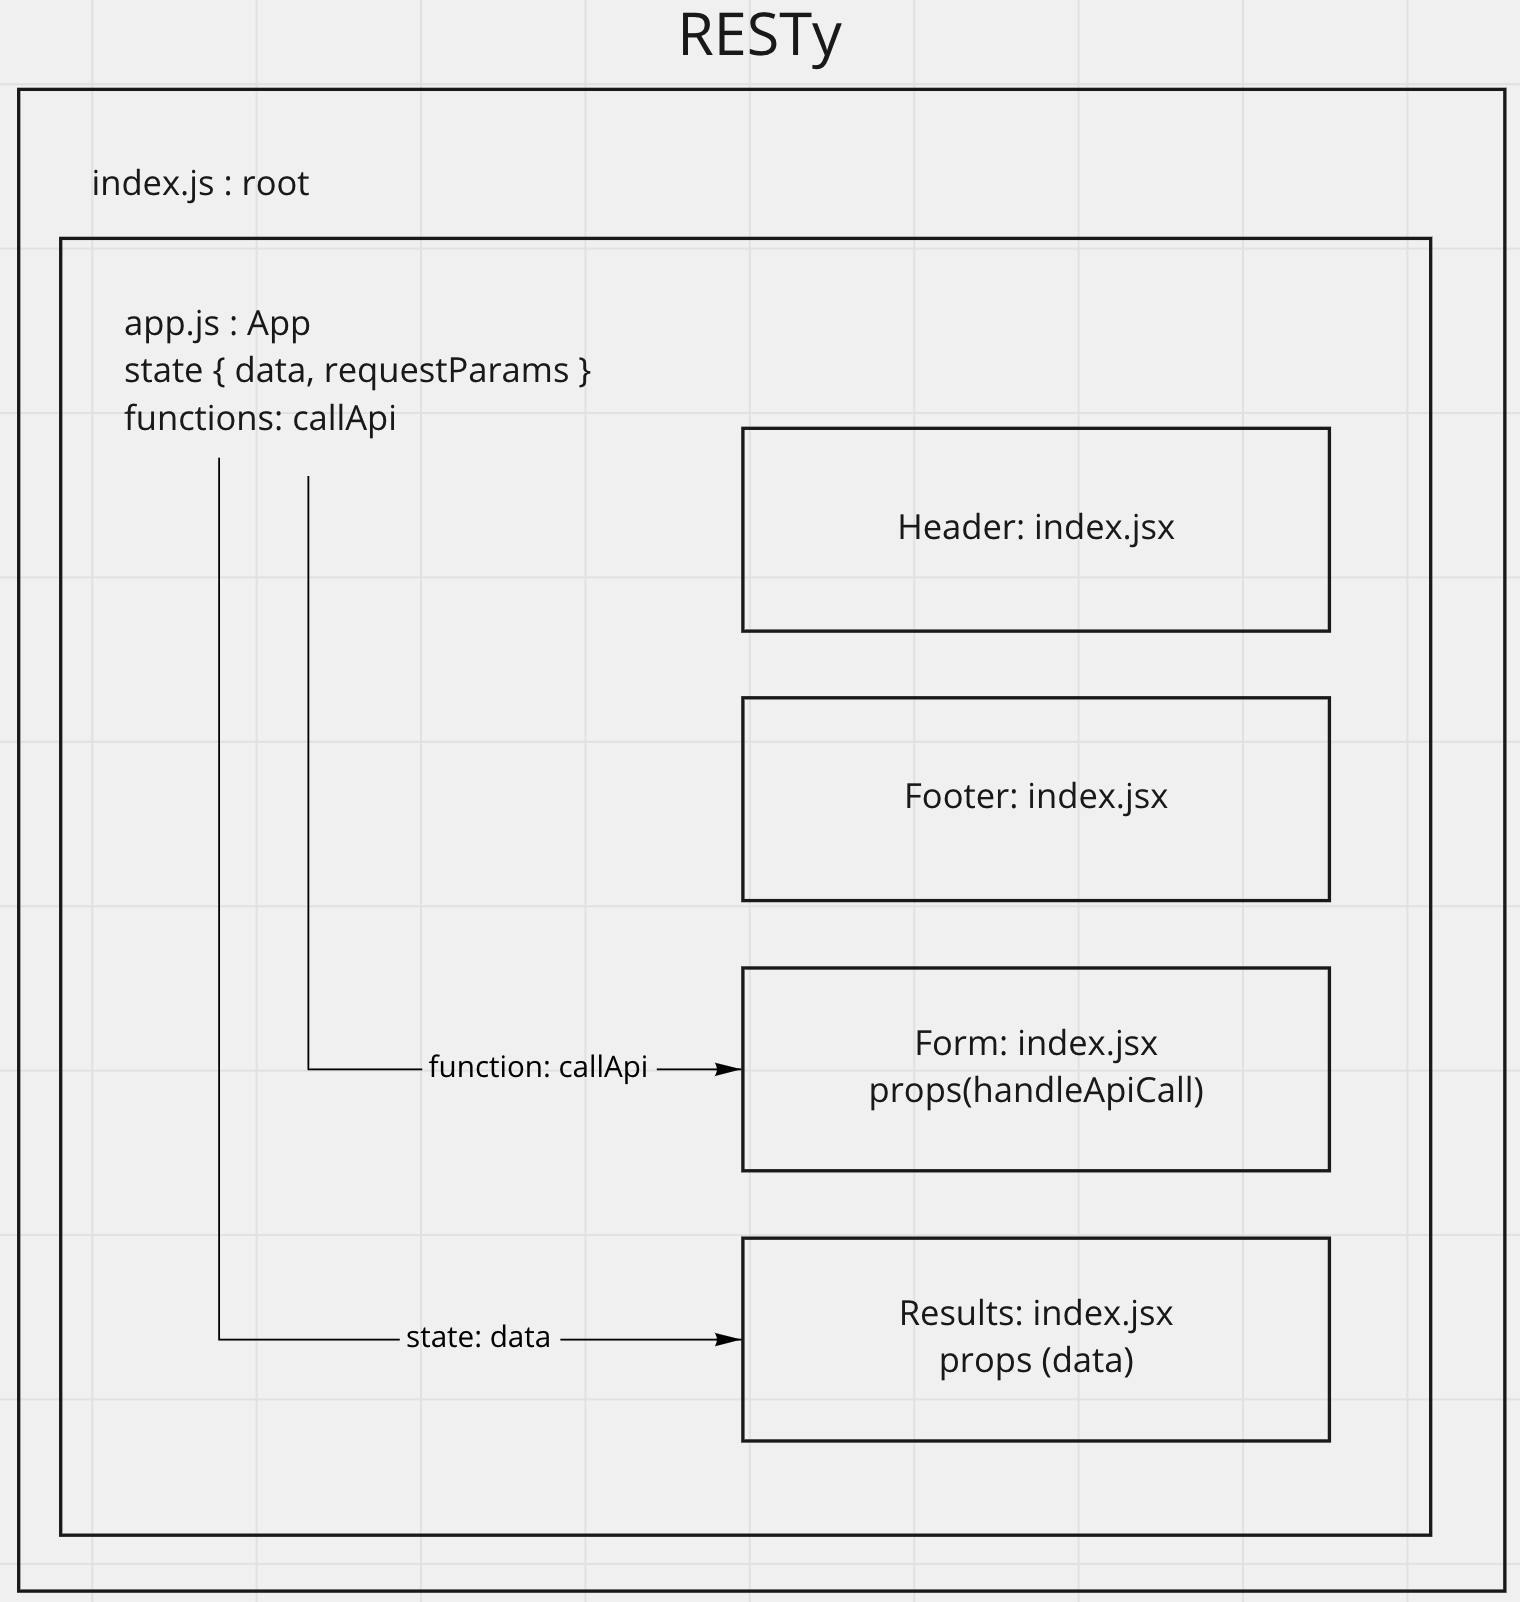 RESTy
index.js : root
app.js : App
state { data, requestParams }
functions: callApi
Header: index.jsx
Footer: index.jsx
function: callApi
Form: index.jsx
props(handleApiCall)
state: data
Results: index.jsx
props (data)